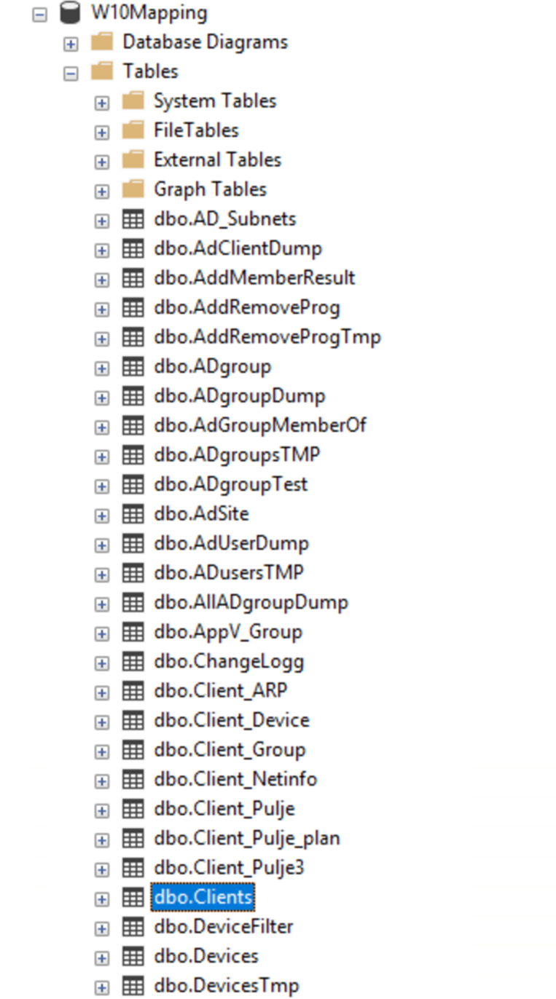 W10Mapping
Database Diagrams
Tables
System Tables
FileTables
External Tables
Graph Tables
dbo.AD_Subnets
dbo.AdClientDump
dbo.AddMemberResult
dbo.AddRemoveProg
dbo.AddRemoveProgTmp
dbo.ADgroup
dbo.ADgroupDump
dbo.AdGroupMemberOf
dbo.ADgroupsTMP
dbo.ADgroupTest
dbo.AdSite
dbo.AdUserDump
dbo.ADusersTMP
dbo.AllADgroupDump
dbo.AppV_Group
dbo.ChangeLogg
dbo.Client_ARP
dbo.Client_Device
dbo.Client_Group
dbo.Client_Netinfo
dbo.Client_Pulje
dbo.Client_Pulje_plan
dbo.Client_Pulje3
dbo.Clients
dbo.DeviceFilter
dbo.Devices
dbo.DevicesTmp